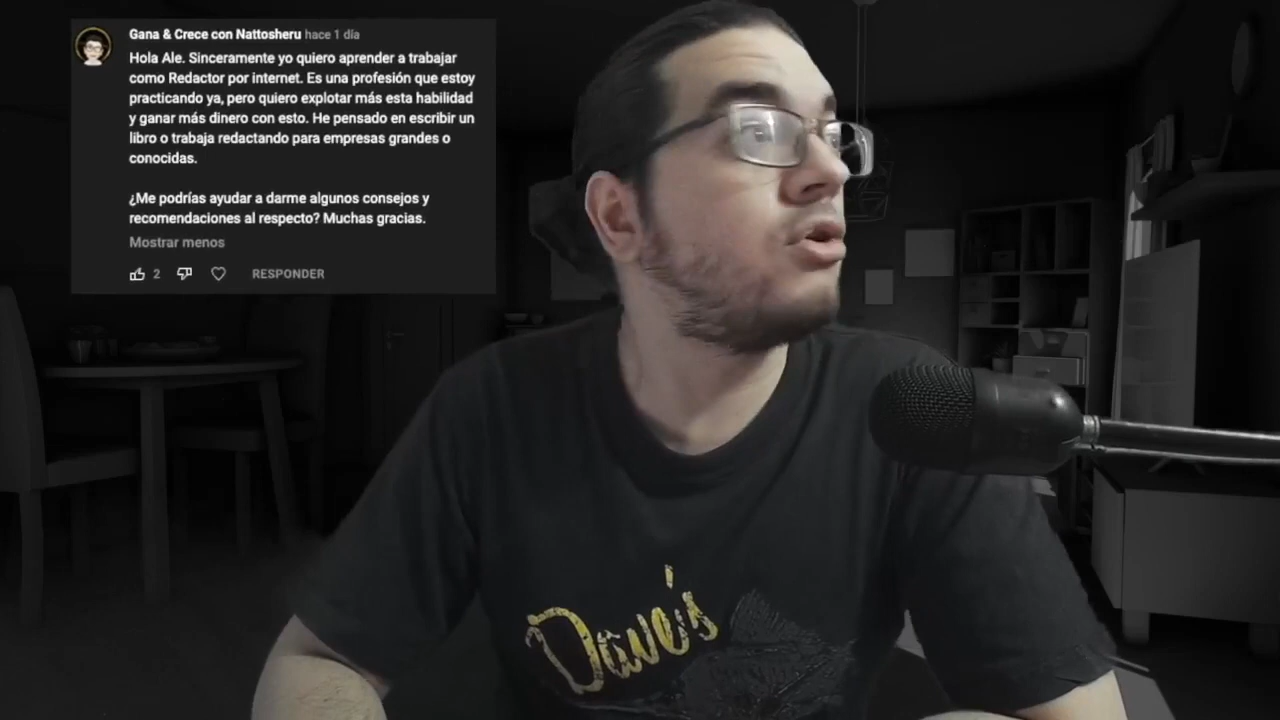 Gana & Crece con Nattosheru hace 1 día
Hola Ale. Sinceramente yo quiero aprender a trabajar
como Redactor por internet. Es una profesión que estoy
practicando ya, pero quiero explotar más esta habilidad
y ganar más dinero con esto. He pensado en escribir un
libro o trabaja redactando para empresas grandes o
conocidas.
¿Me podrías ayudar a darme algunos consejos y
recomendaciones al respecto? Muchas gracias.
Mostrar menos
2 RESPONDER
Dave's